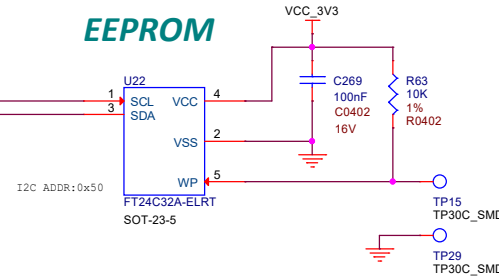 EEPROM
VCC_3V3
U22
1 SCL VCC 4
3 SDA
VSS 2
WP 5
I2C ADDR:0x50
FT24C32A-ELRT
SOT-23-5
C269
100nF
C0402
16V
R63
10K
1%
R0402
TP15
TP30C_SMD
TP29
TP30C_SMD